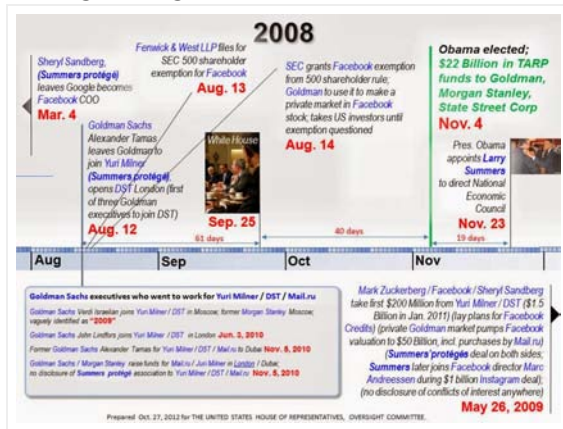 2008
Sheryl Sandberg,
(Summers protégé)
leaves Google becomes
Facebook COO
Mar. 4
Fenwick & West LLP files for
SEC 500 shareholder
exemption for Facebook
Aug. 13
Goldman Sachs
Alexander Tamas
leaves Goldman to
join Yuri Milner
(Summers protégé),
opens DST London (first
of three Goldman
executives to join DST)
Aug. 12
White House
Sep. 25
SEC grants Facebook exemption
from 500 shareholder rule;
Goldman to use it to make a
private market in Facebook
stock; takes US investors until
exemption questioned
Aug. 14
Obama elected;
$22 Billion in TARP
funds to Goldman,
Morgan Stanley,
State Street Corp
Nov. 4
Pres. Obama
appoints Larry
Summers
to direct National
Economic
Council
Nov. 23
61 days
40 days
19 days
Aug
Sep
Oct
Nov
Goldman Sachs executives who want to work for Yuri Milner / DST / Mail.ru
Goldman Sachs Verdi Israelian joins Yuri Milner / DST in Moscow; former Morgan Stanley Moscow;
vaguely identified as "2009"
Goldman Sachs John Lindfors joins Yuri Milner / DST in London Jun. 3, 2010
Former Goldman Sachs Alexander Tamas for Yuri Milner / DST / Mail.ru to Dubai Nov. 5, 2010
Goldman Sachs / Morgan Stanley raise funds for Mail.ru / Juri Milner in London / Dubai;
no disclosure of Summers protégé association to Yuri Milner / DST / Mail.ru Nov. 5, 2010
Mark Zuckerberg / Facebook / Sheryl Sandberg
take first $200 Million from Yuri Milner / DST ($1.5
Billion in Jan. 2011) (lay plans for Facebook
Credits) (private Goldman market pumps Facebook
valuation to $50 Billion, incl. purchases by Mail.ru)
(Summers' protégés deal on both sides;
Summers later joins Facebook director Marc
Andreessen during $1 billion Instagram deal);
(no disclosure of conflicts of interest anywhere)
May 26, 2009
Prepared Oct. 27, 2012 for THE UNITED STATES HOUSE OF REPRESENTATIVES, OVERSIGHT COMMITTEE.